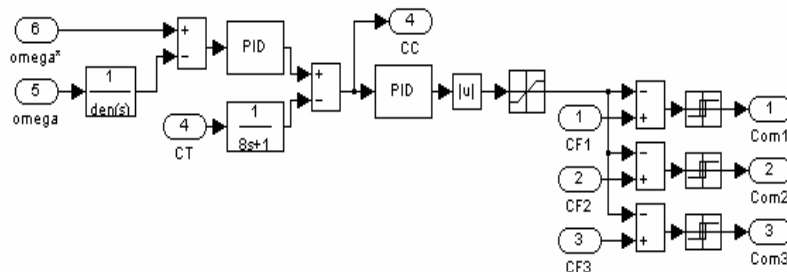 6
omega*
5
omega
1
den(s)
+
−
PID
4
CT
1
8s+1
+
−
4
CC
PID
|u|
−
+
1
CF1
1
Com1
−
+
2
CF2
2
Com2
−
+
3
CF3
3
Com3